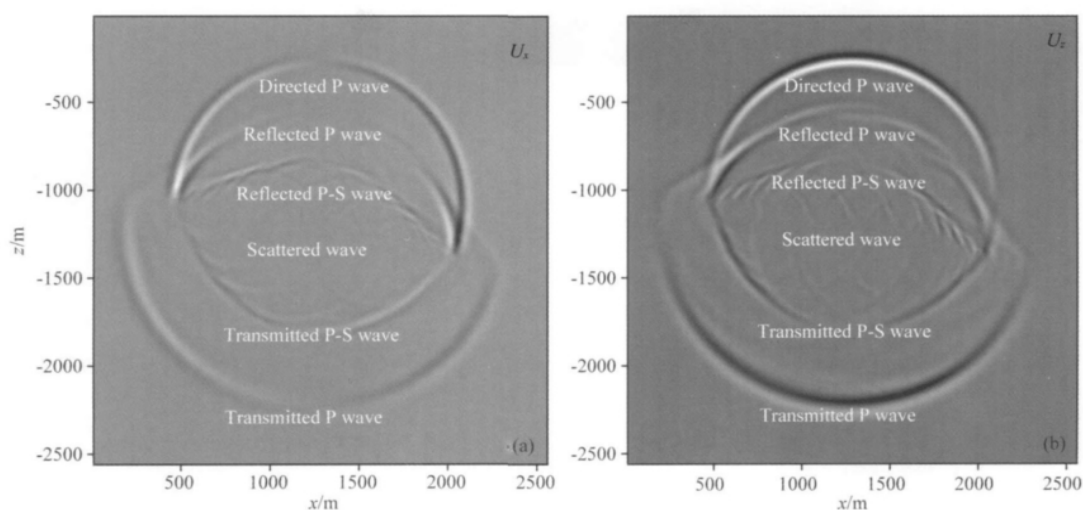 Ux
Directed P wave
Reflected P wave
Reflected P-S wave
Scattered wave
Transmitted P-S wave
Transmitted P wave
(a)
-500
-1000
-1500
-2000
-2500
z/m
500
1000
1500
2000
2500
x/m
Uz
Directed P wave
Reflected P wave
Reflected P-S wave
Scattered wave
Transmitted P-S wave
Transmitted P wave
(b)
-500
-1000
-1500
-2000
-2500
500
1000
1500
2000
2500
x/m